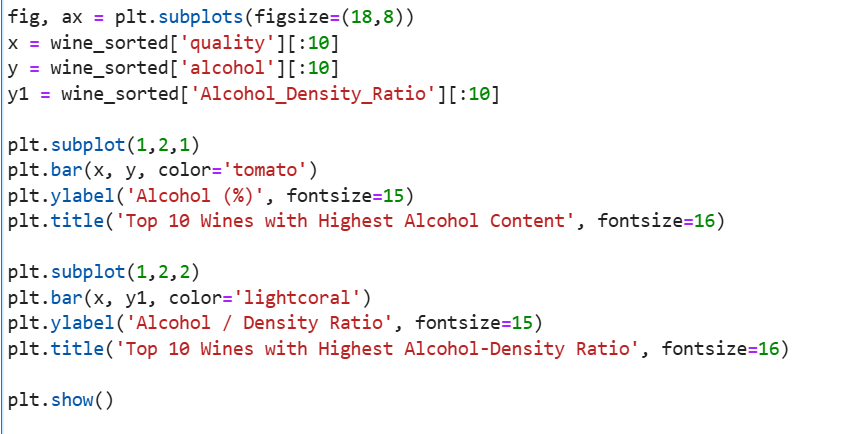 fig, ax = plt.subplots(figsize=(18,8))
x = wine_sorted['quality'][:10]
y = wine_sorted['alcohol'][:10]
y1 = wine_sorted['Alcohol_Density_Ratio'][:10]
plt.subplot(1,2,1)
plt.bar(x, y, color='tomato')
plt.ylabel('Alcohol (%)', fontsize=15)
plt.title('Top 10 Wines with Highest Alcohol Content', fontsize=16)
plt.subplot(1,2,2)
plt.bar(x, y1, color='lightcoral')
plt.ylabel('Alcohol / Density Ratio', fontsize=15)
plt.title('Top 10 Wines with Highest Alcohol-Density Ratio', fontsize=16)
plt.show()